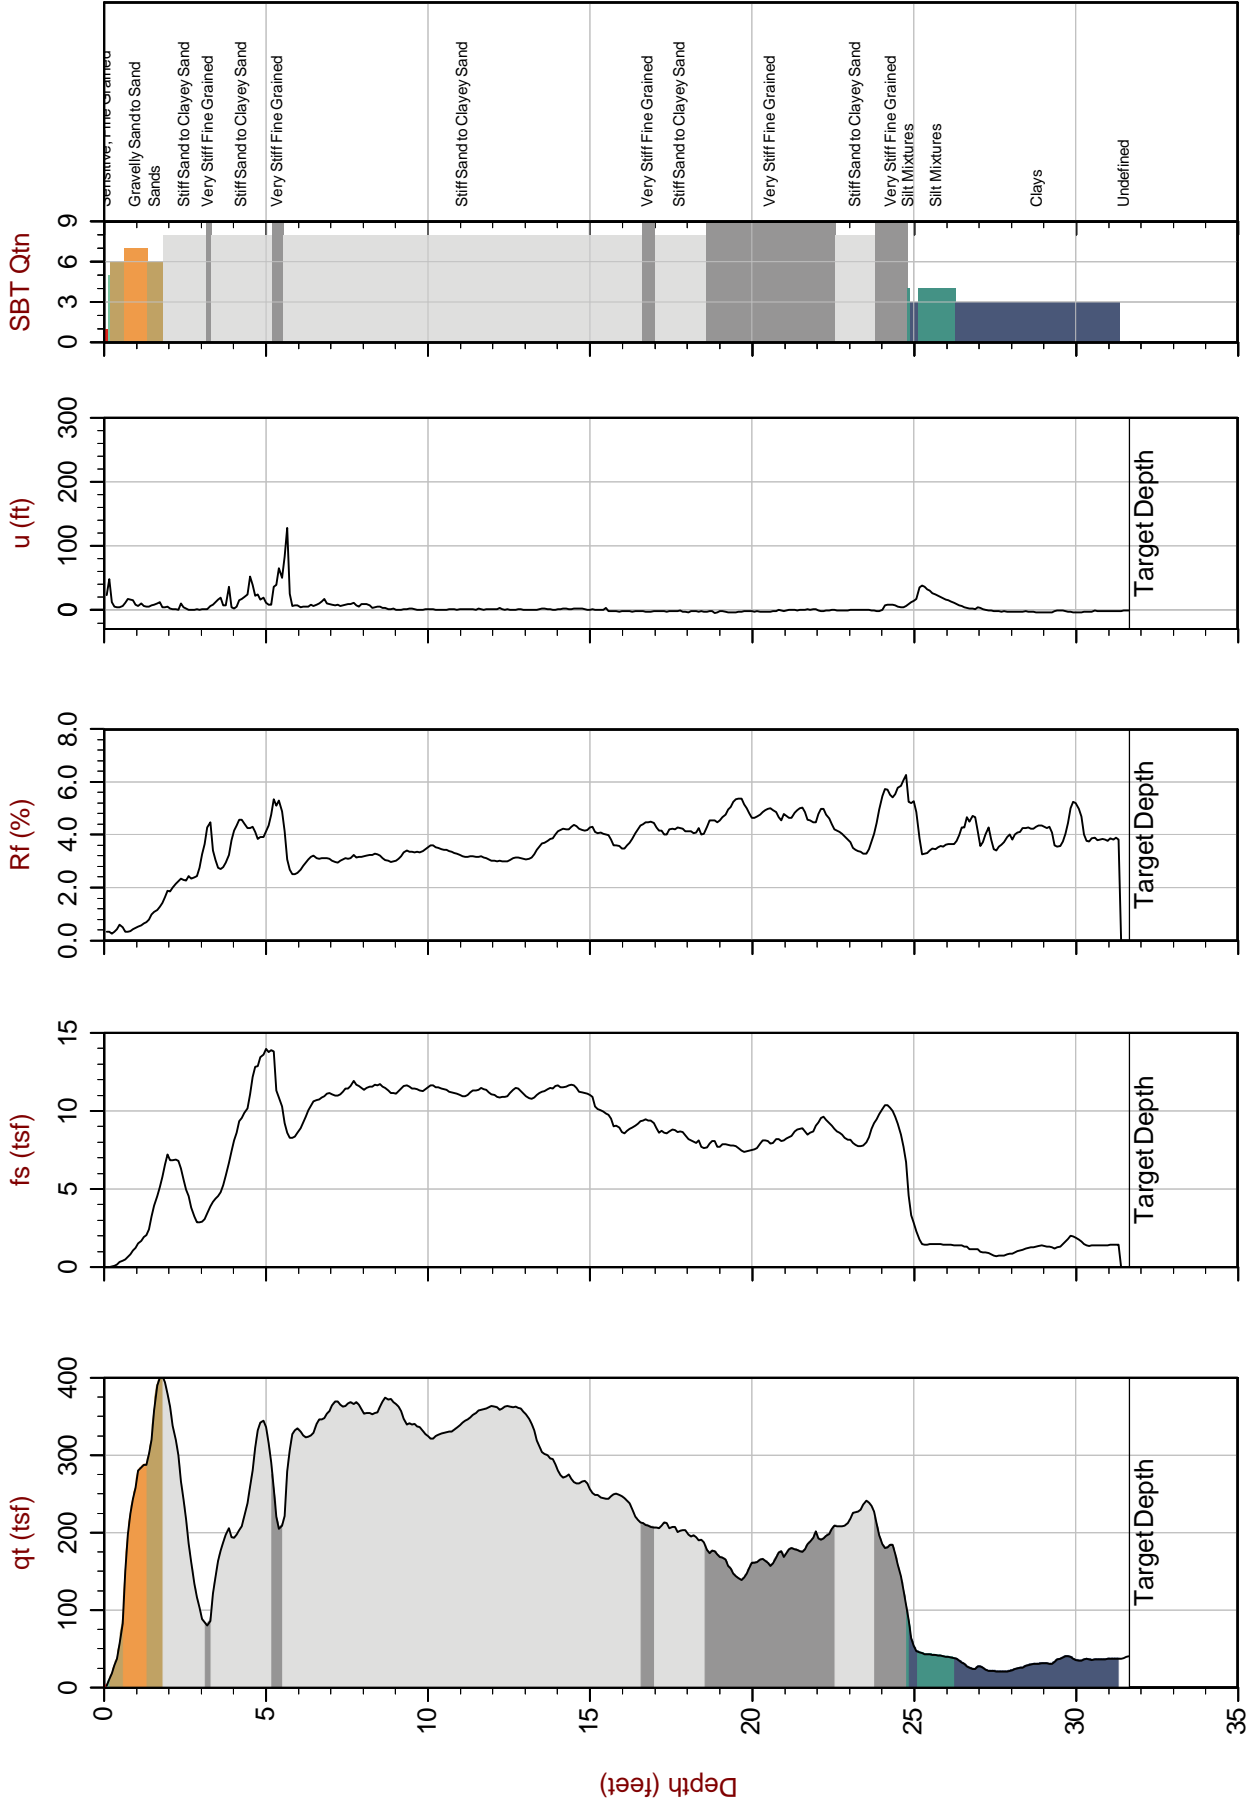 Depth (feet)
0
5
10
15
20
25
30
35
qt (tsf)
0
100
200
300
400
Target Depth
fs (tsf)
0
5
10
15
Target Depth
Rf (%)
0.0
2.0
4.0
6.0
8.0
Target Depth
u (ft)
0
100
200
300
Target Depth
SBT Qtn
0
3
6
9
Sensitive, Fine Grained
Gravelly Sand to Sand
Sands
Stiff Sand to Clayey Sand
Very Stiff Fine Grained
Stiff Sand to Clayey Sand
Very Stiff Fine Grained
Stiff Sand to Clayey Sand
Very Stiff Fine Grained
Stiff Sand to Clayey Sand
Very Stiff Fine Grained
Stiff Sand to Clayey Sand
Very Stiff Fine Grained
Silt Mixtures
Silt Mixtures
Clays
Undefined